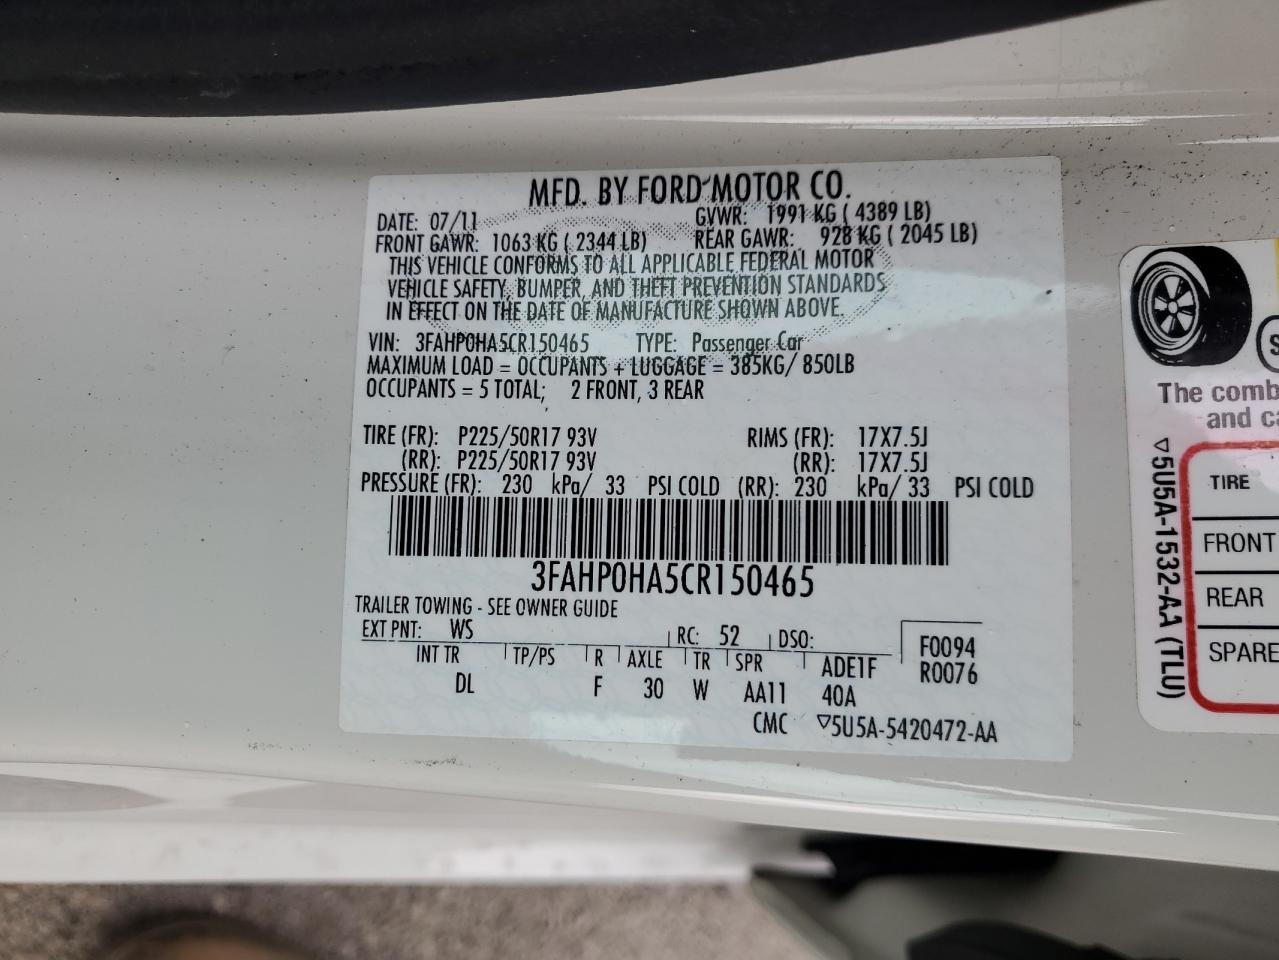 MFD. BY FORD MOTOR CO.
DATE: 07/11 GVWR: 1991 KG ( 4389 LB)
FRONT GAWR: 1063 KG ( 2344 LB) REAR GAWR: 928 KG ( 2045 LB)
THIS VEHICLE CONFORMS TO ALL APPLICABLE FEDERAL MOTOR
VEHICLE SAFETY, BUMPER, AND THEFT PREVENTION STANDARDS
IN EFFECT ON THE DATE OF MANUFACTURE SHOWN ABOVE.
VIN: 3FAHP0HA5CR150465 TYPE: Passenger Car
MAXIMUM LOAD = OCCUPANTS + LUGGAGE = 385KG/ 850LB
OCCUPANTS = 5 TOTAL; 2 FRONT, 3 REAR
TIRE (FR): P225/50R17 93V RIMS (FR): 17X7.5J
(RR): P225/50R17 93V (RR): 17X7.5J
PRESSURE (FR): 230 kPa/ 33 PSI COLD (RR): 230 kPa/ 33 PSI COLD
3FAHP0HA5CR150465
TRAILER TOWING - SEE OWNER GUIDE
EXT PNT: WS RC: 52 DSO:
INT TR TP/PS R AXLE TR SPR ADE1F
DL F 30 W AA11 40A
F0094
R0076
CMC ▽5U5A-5420472-AA
The comb
and ca
▽5U5A-1532-AA (TLU)
TIRE
FRONT
REAR
SPARE